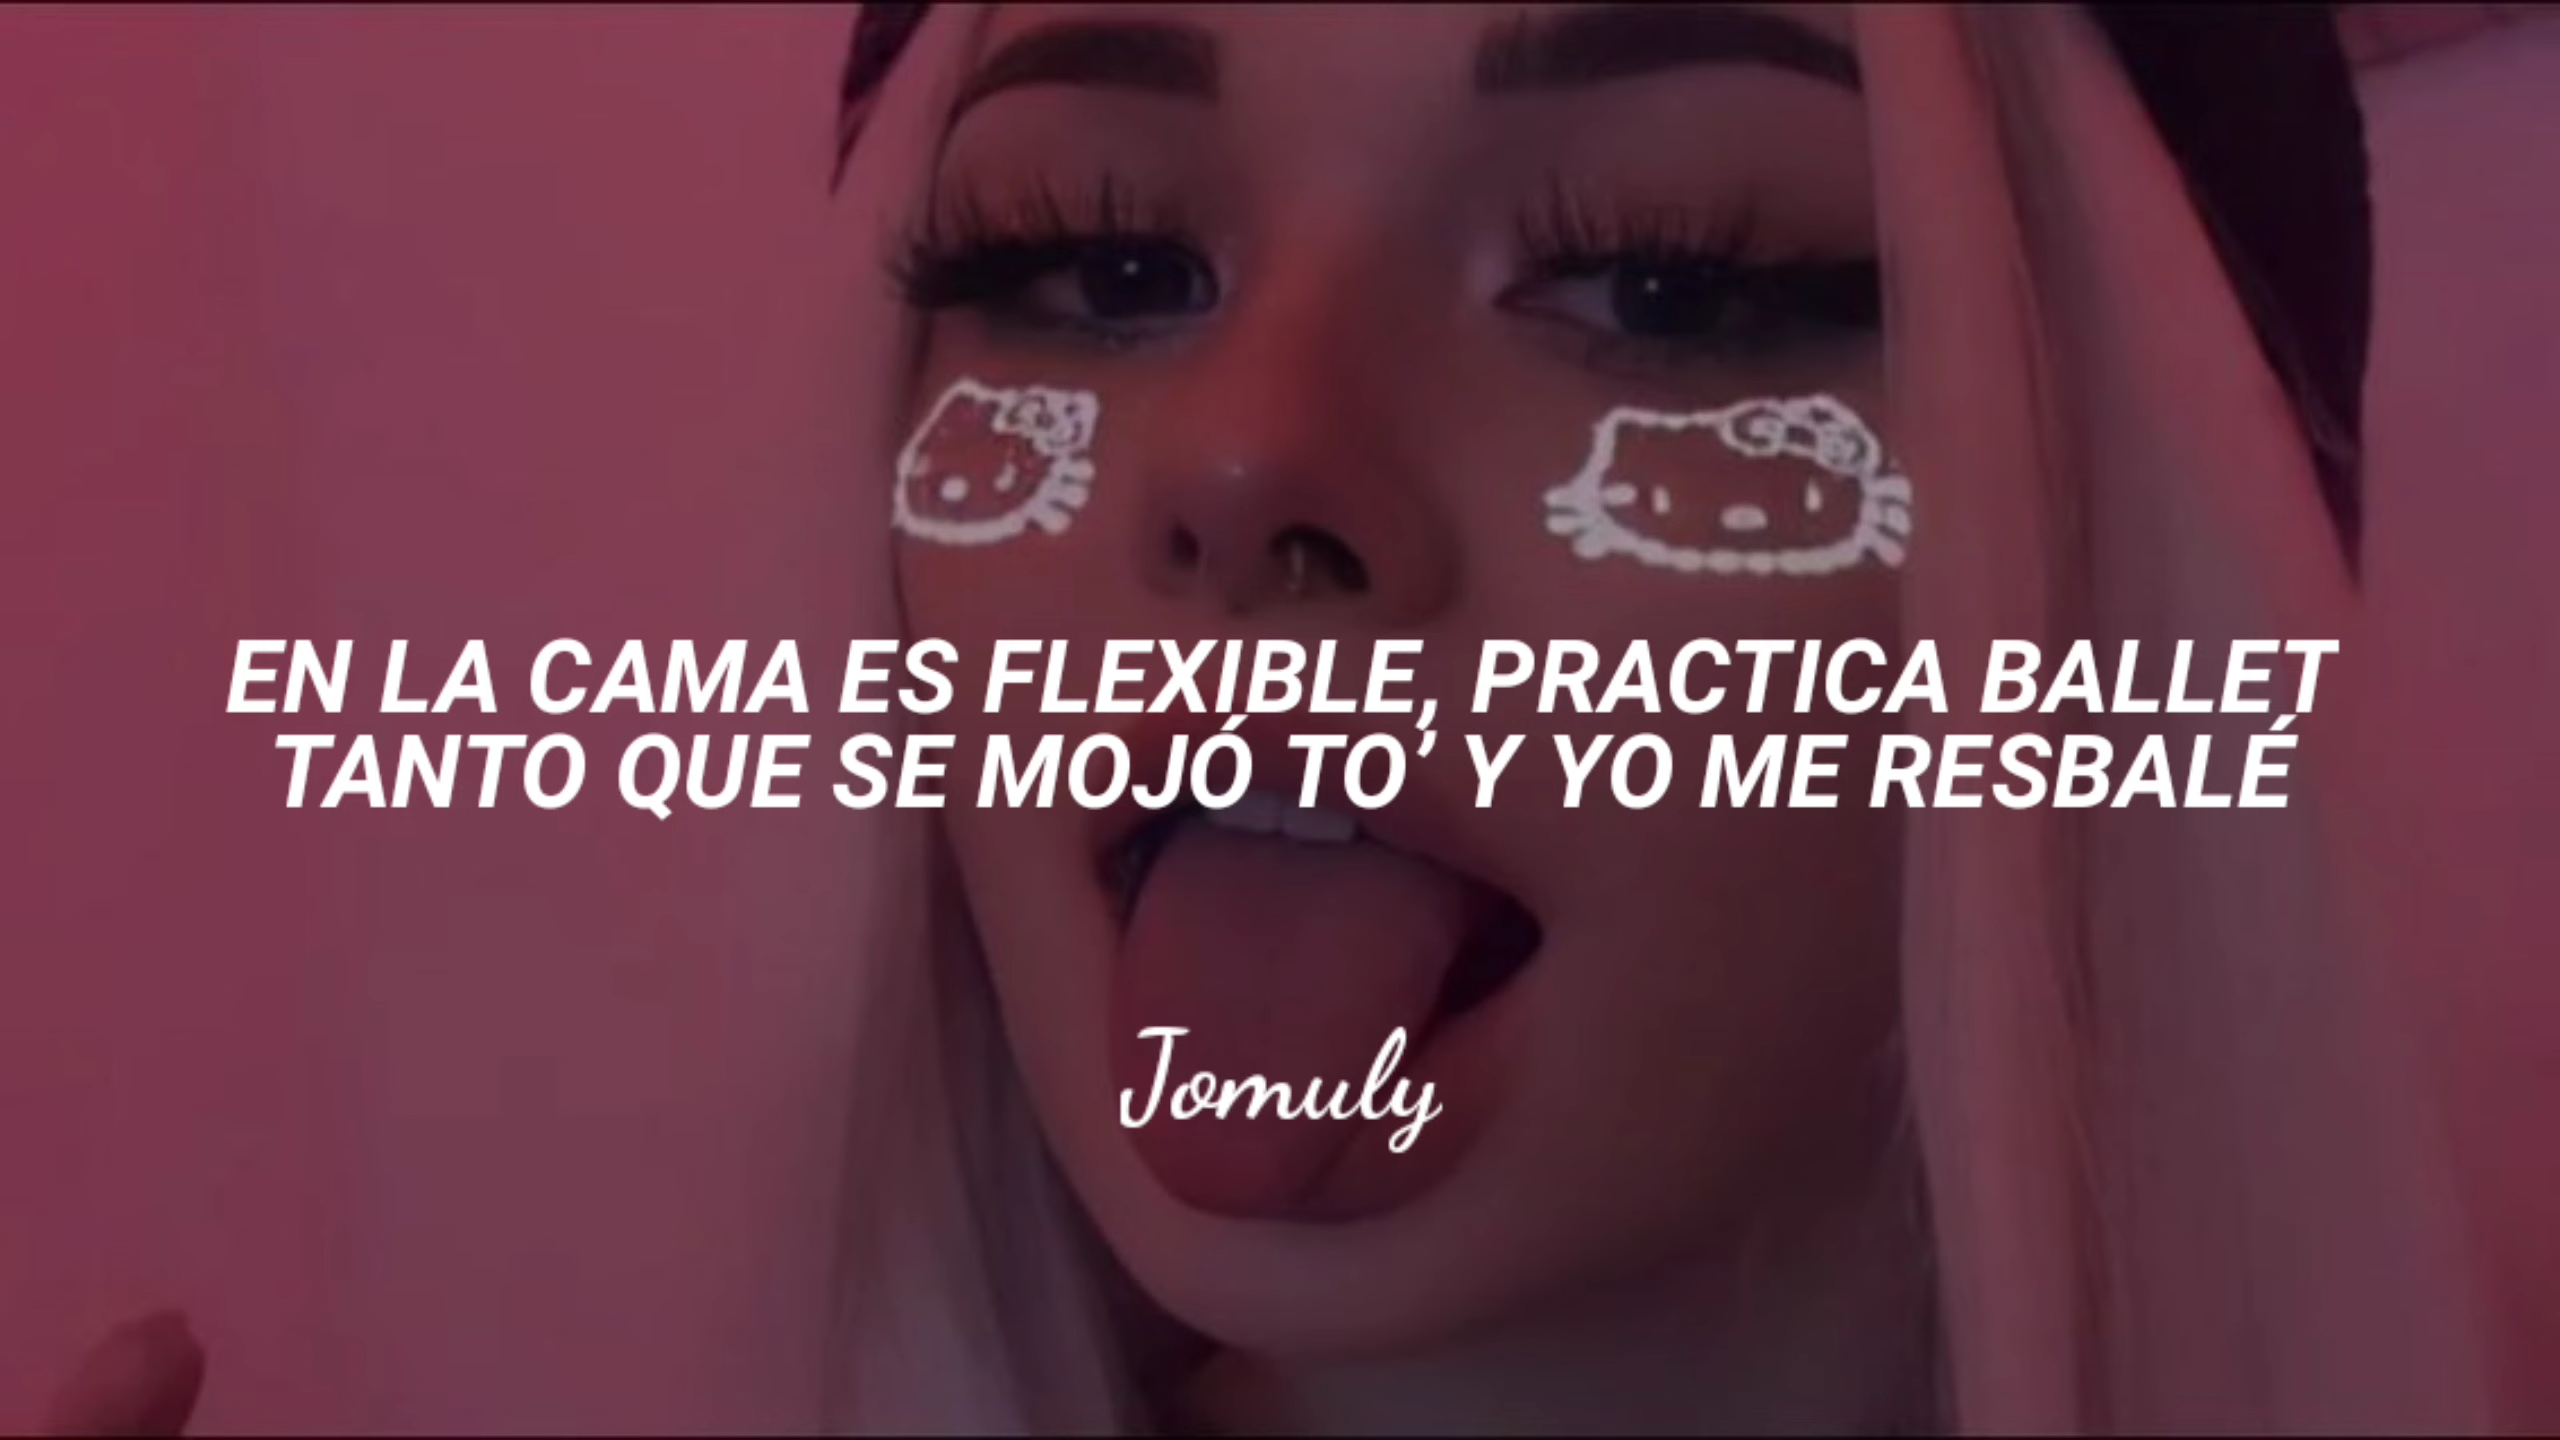 EN LA CAMA ES FLEXIBLE, PRACTICA BALLET
TANTO QUE SE MOJÓ TO’ Y YO ME RESBALÉ
Jomuly